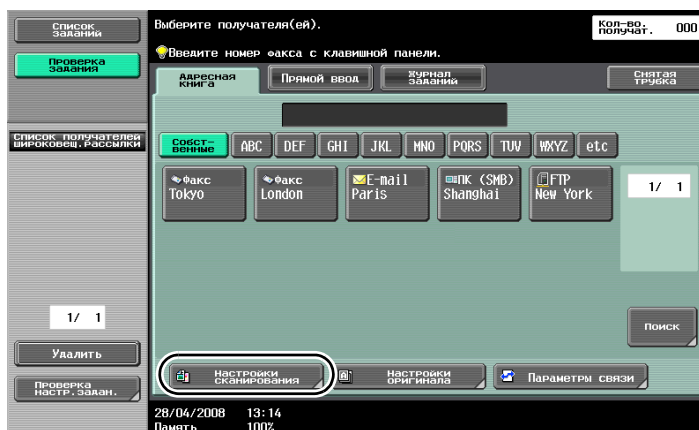 Список
заданий
Проверка
задания
Список получателей
широковещ.рассылки
1/ 1
Удалить
Проверка
настр.задан.
Выберите получателя(ей).
Кол-во.
получат. 000
Введите номер факса с клавишной панели.
Адресная
книга
Прямой ввод
Журнал
заданий
Снятая
трубка
Собст-
венные
ABC DEF GHI JKL MNO PQRS TUV WXYZ etc
Факс
Tokyo
Факс
London
E-mail
Paris
ПК (SMB)
Shanghai
FTP
New York
1/ 1
Поиск
Настройки
сканирования
Настройки
оригинала
Параметры связи
28/04/2008 13:14
Память 100%